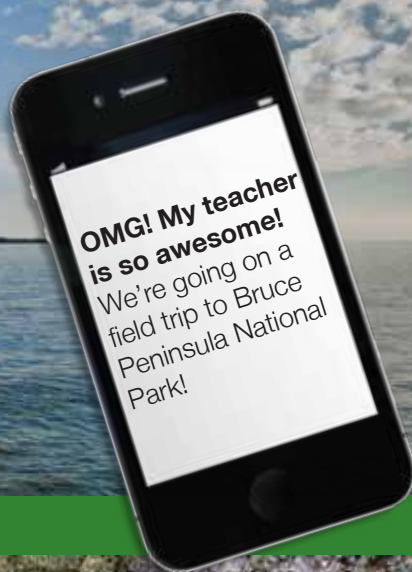 OMG! My teacher
is so awesome!
We're going on a
field trip to Bruce
Peninsula National
Park!